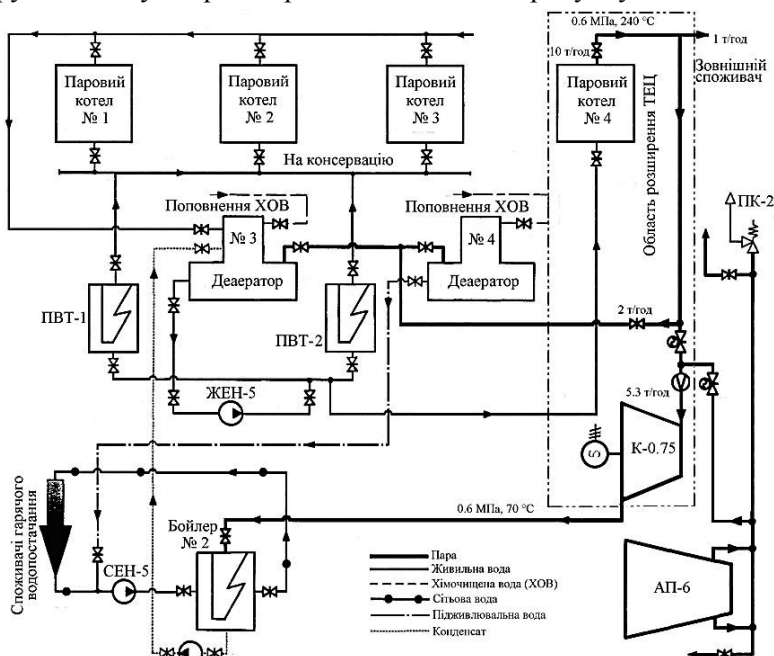 0.6 МПа, 240 °С
1 т/год
10 т/год
Зовнішній
споживач
Паровий
котел
№ 1
Паровий
котел
№ 2
Паровий
котел
№ 3
Паровий
котел
№ 4
Область розширення ТЕЦ
На консервацію
ПК-2
Поповнення ХОВ
№ 3
Деаератор
Поповнення ХОВ
№ 4
Деаератор
ПВТ-1
ПВТ-2
2 т/год
ЖЕН-5
5.3 т/год
S
V
К-0.75
0.6 МПа, 70 °С
Споживачі гарячого
водопостачання
Бойлер
№ 2
СЕН-5
АП-6
Пара
Живильна вода
Хімочищена вода (ХОВ)
Сітьова вода
Підживлювальна вода
Конденсат